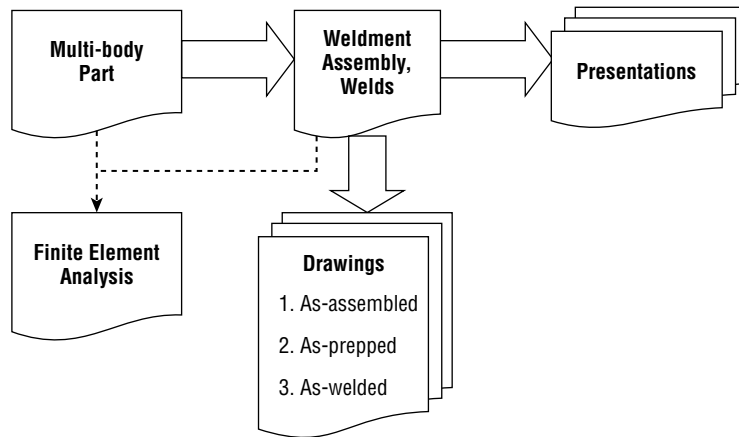 Multi-body
Part
Weldment
Assembly,
Welds
Presentations
Finite Element
Analysis
Drawings
1. As-assembled
2. As-prepped
3. As-welded